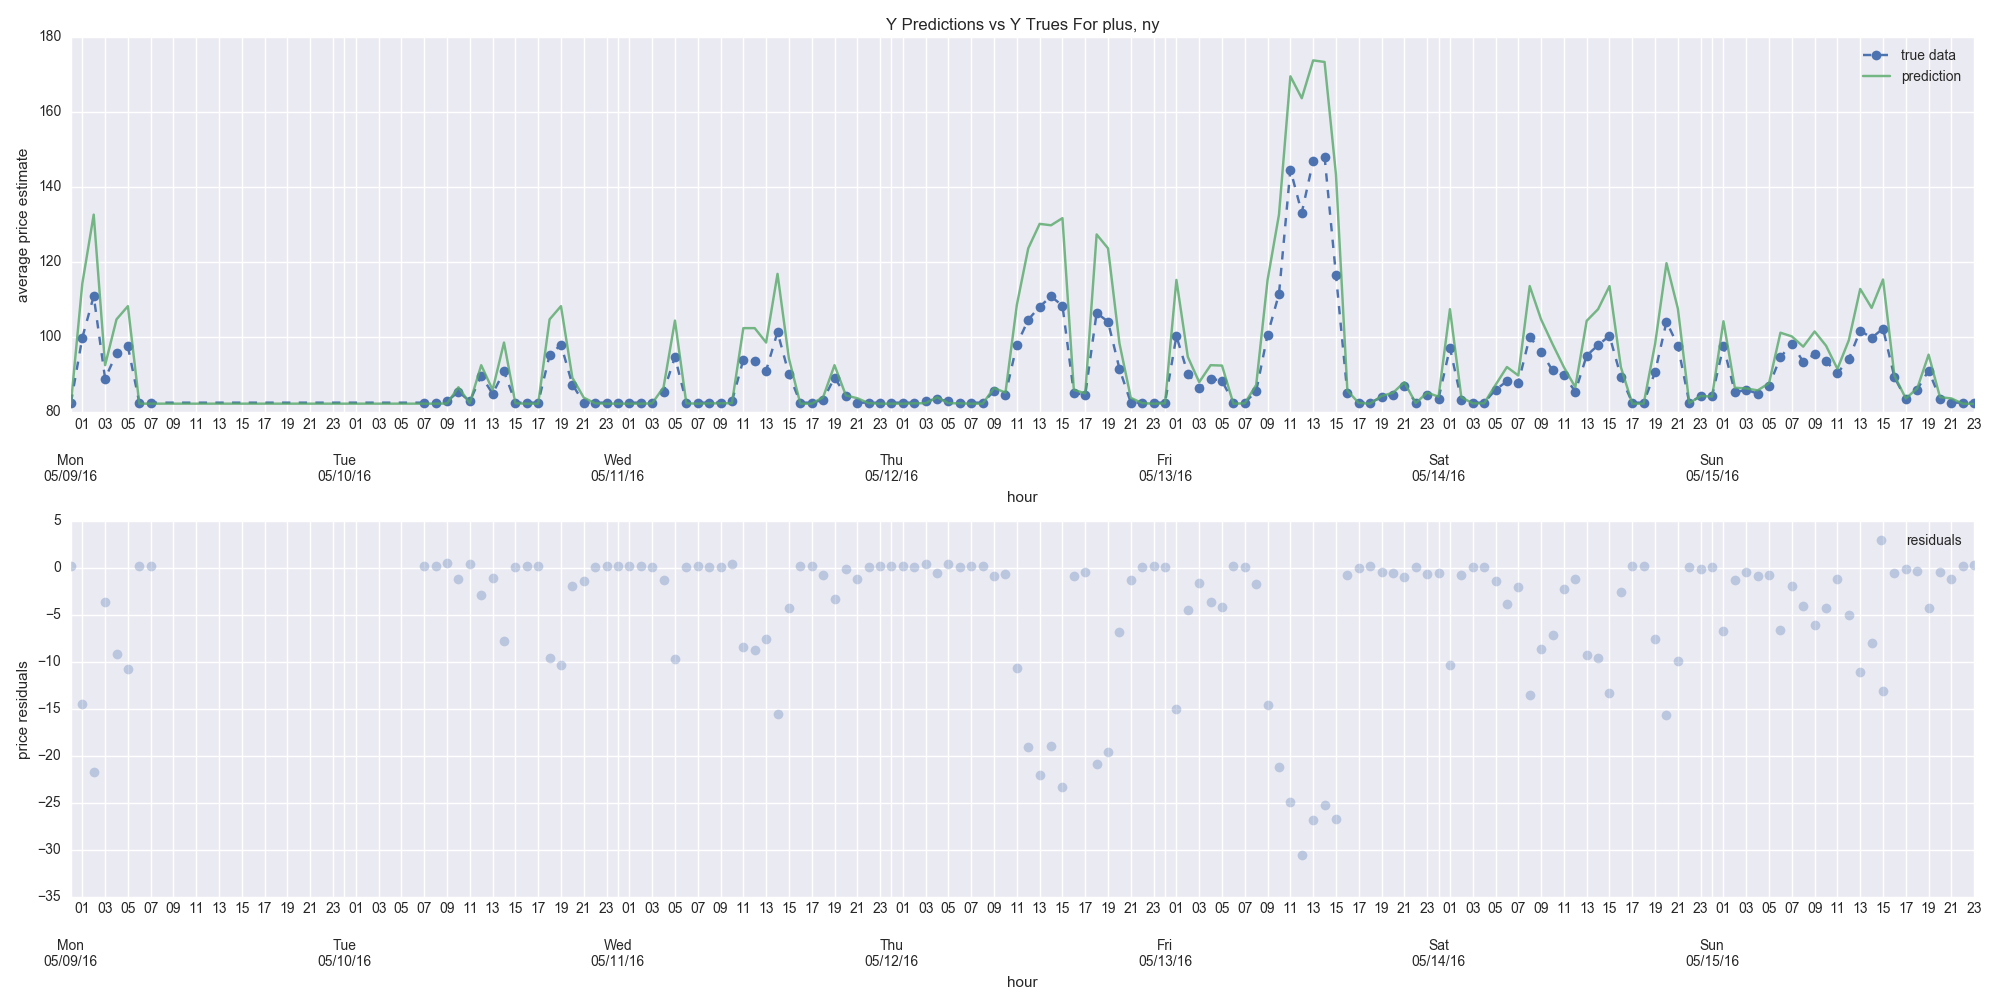 Y Predictions vs Y Trues For plus, ny
180
160
140
120
100
80
average price estimate
true data
prediction
01 03 05 07 09 11 13 15 17 19 21 23 01 03 05 07 09 11 13 15 17 19 21 23 01 03 05 07 09 11 13 15 17 19 21 23 01 03 05 07 09 11 13 15 17 19 21 23 01 03 05 07 09 11 13 15 17 19 21 23 01 03 05 07 09 11 13 15 17 19 21 23 01 03 05 07 09 11 13 15 17 19 21 23
Mon Tue Wed Thu Fri Sat Sun
05/09/16 05/10/16 05/11/16 05/12/16 05/13/16 05/14/16 05/15/16
hour
5
0
−5
−10
−15
−20
−25
−30
−35
price residuals
residuals
01 03 05 07 09 11 13 15 17 19 21 23 01 03 05 07 09 11 13 15 17 19 21 23 01 03 05 07 09 11 13 15 17 19 21 23 01 03 05 07 09 11 13 15 17 19 21 23 01 03 05 07 09 11 13 15 17 19 21 23 01 03 05 07 09 11 13 15 17 19 21 23 01 03 05 07 09 11 13 15 17 19 21 23
Mon Tue Wed Thu Fri Sat Sun
05/09/16 05/10/16 05/11/16 05/12/16 05/13/16 05/14/16 05/15/16
hour